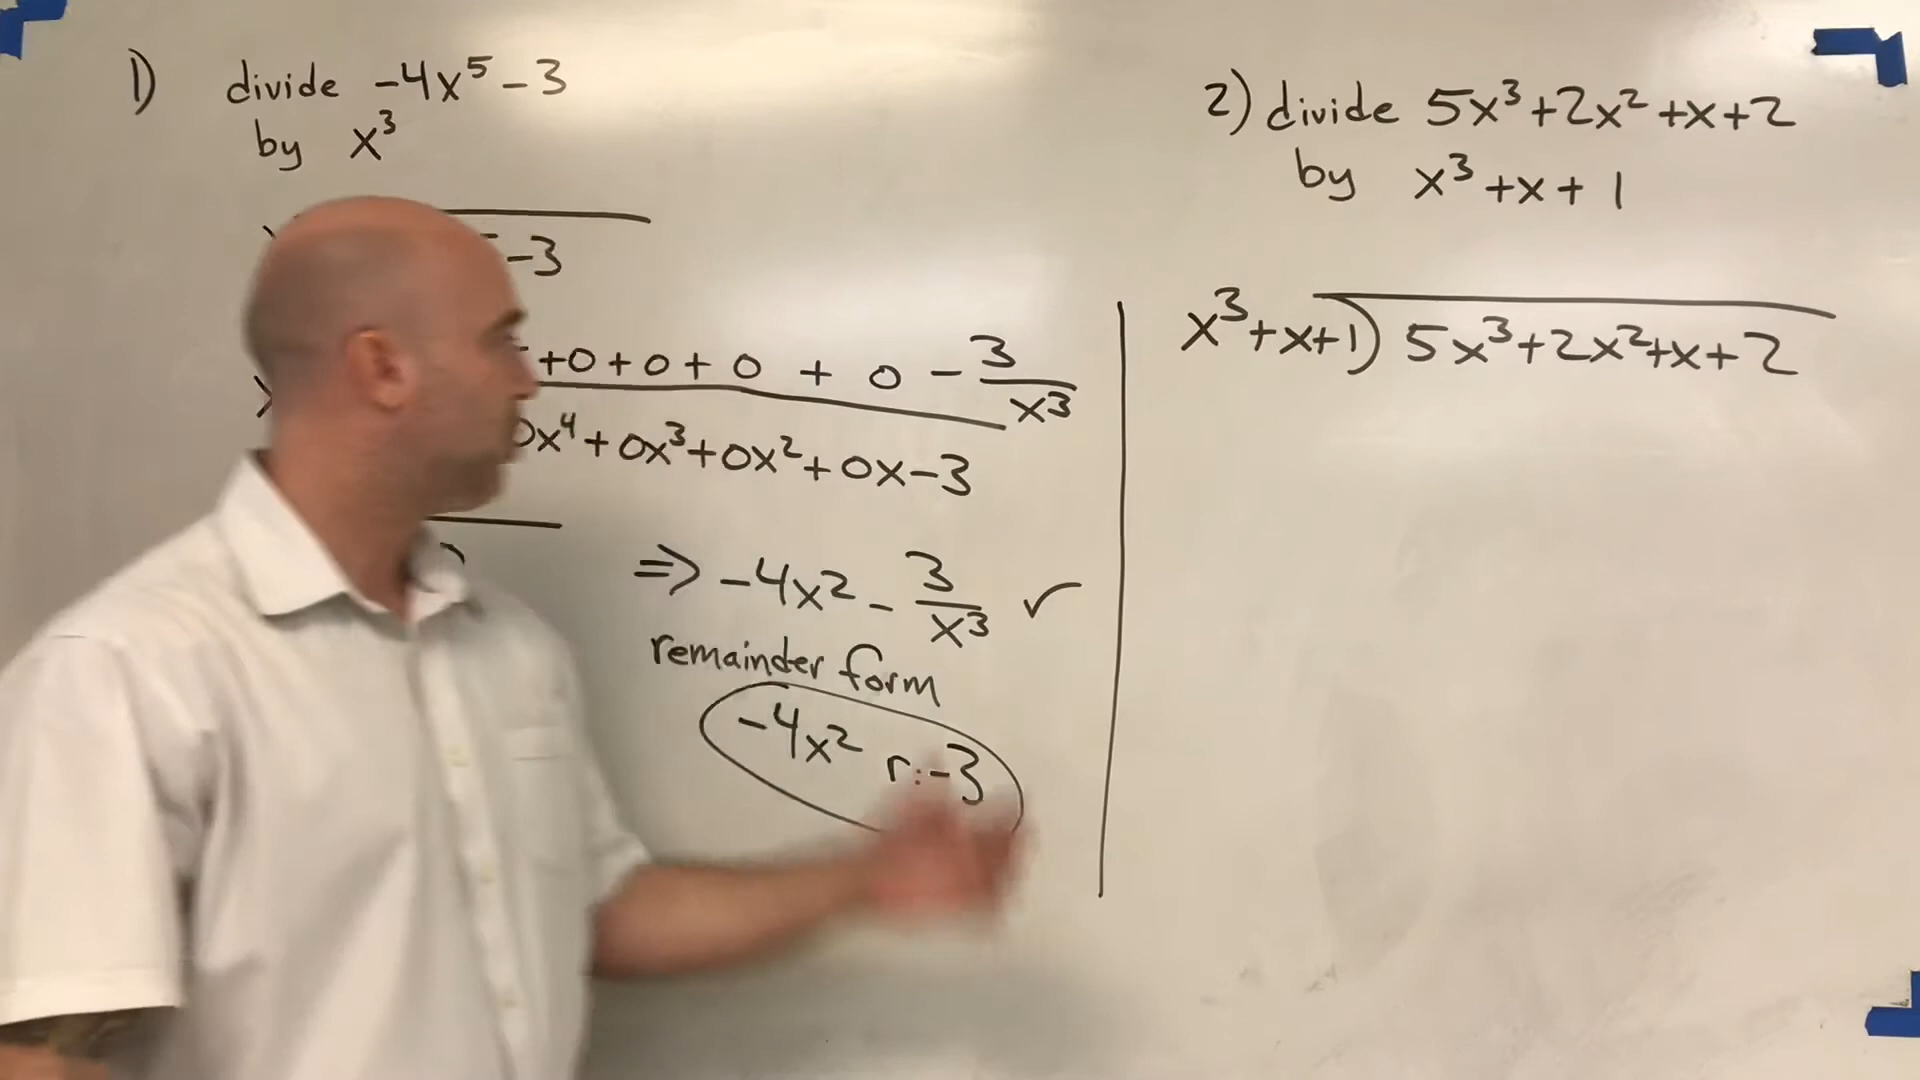 1) divide -4x⁵ - 3
by x³
-3
+0 + 0 + 0 + 0 - 3/x³
0x⁴ + 0x³ + 0x² + 0x - 3
⇒ -4x² - 3/x³ ✓
remainder form
-4x² r: -3
2) divide 5x³ + 2x² + x + 2
by x³ + x + 1
x³ + x + 1) 5x³ + 2x² + x + 2